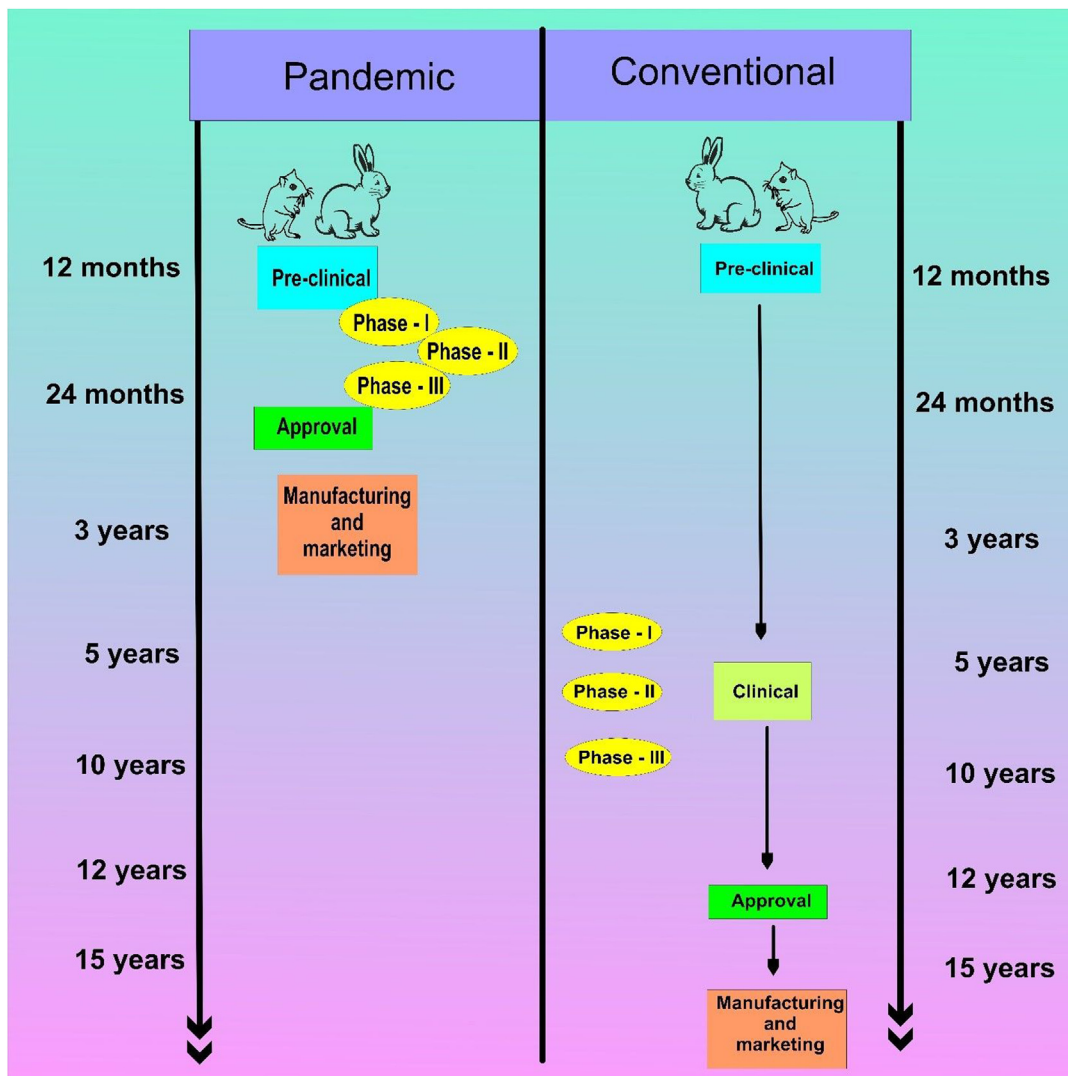 Pandemic
Conventional
12 months
24 months
3 years
5 years
10 years
12 years
15 years
Pre-clinical
Phase - I
Phase - II
Phase - III
Approval
Manufacturing
and
marketing
Pre-clinical
Phase - I
Phase - II
Phase - III
Clinical
Approval
Manufacturing
and
marketing
12 months
24 months
3 years
5 years
10 years
12 years
15 years